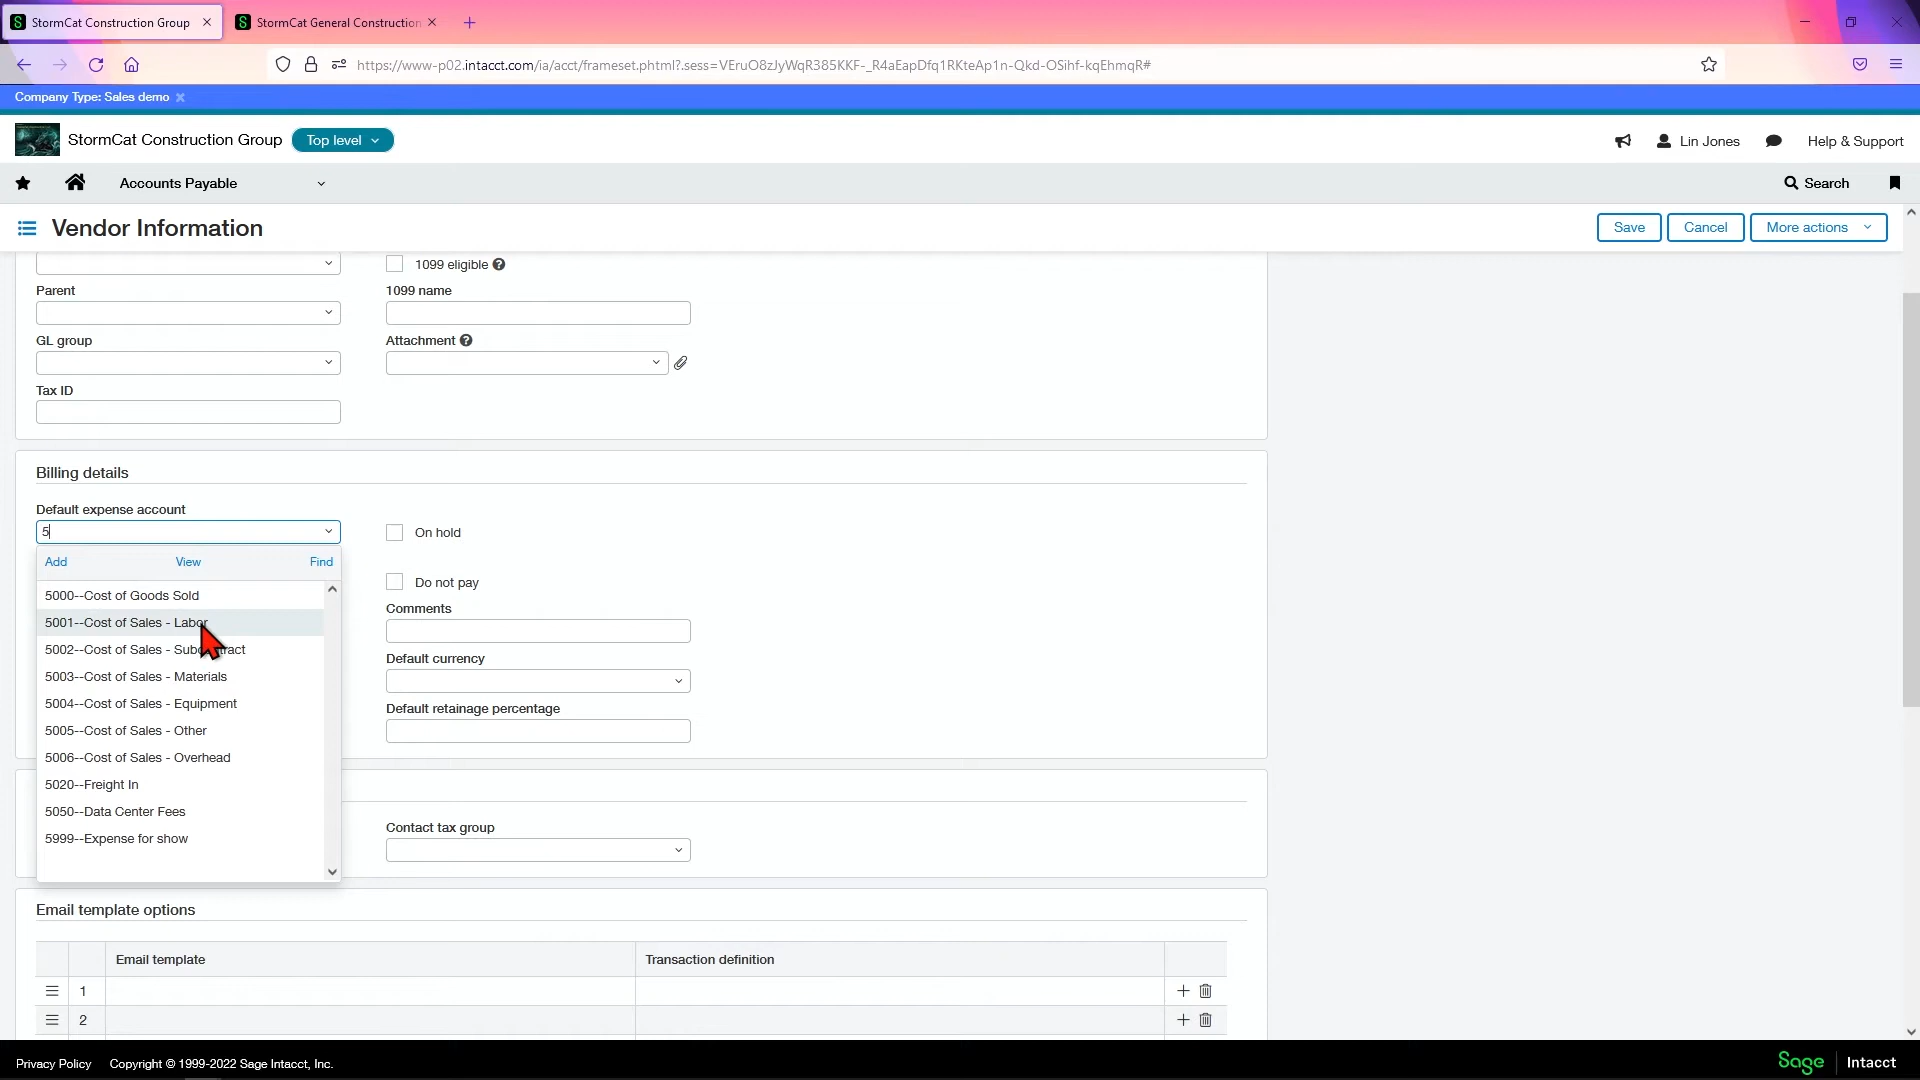 StormCat Construction Group
StormCat General Construction
https://www-p02.intacct.com/ia/acct/frameset.phtml?.sess=VEruO8zJyWqR385KKF-_R4aEapDfq1RKteAp1n-Qkd-OSihf-kqEhmqR#
Company Type: Sales demo
StormCat Construction Group
Top level
Lin Jones
Help & Support
Accounts Payable
Search
Vendor Information
Save
Cancel
More actions
1099 eligible
Parent
1099 name
GL group
Attachment
Tax ID
Billing details
Default expense account
5
On hold
Add
View
Find
Do not pay
5000--Cost of Goods Sold
Comments
5001--Cost of Sales - Labor
5002--Cost of Sales - Subcontract
Default currency
5003--Cost of Sales - Materials
5004--Cost of Sales - Equipment
Default retainage percentage
5005--Cost of Sales - Other
5006--Cost of Sales - Overhead
5020--Freight In
5050--Data Center Fees
Contact tax group
5999--Expense for show
Email template options
Email template
Transaction definition
1
2
Privacy Policy
Copyright © 1999-2022 Sage Intacct, Inc.
Sage Intacct